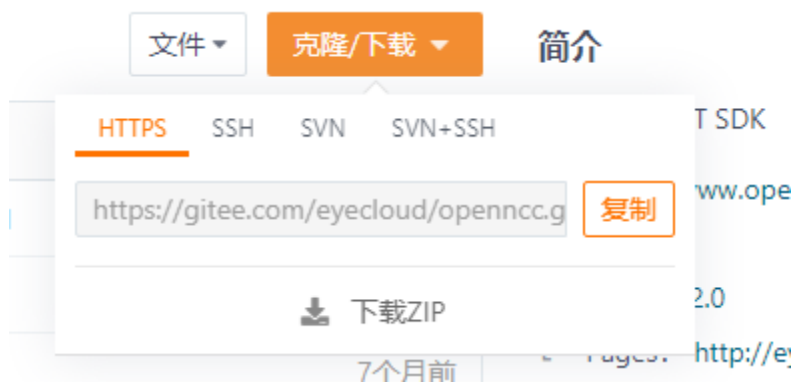 文件
克隆/下载
简介
HTTPS SSH SVN SVN+SSH
T SDK
https://gitee.com/eyecloud/openncc.g
复制
ww.ope
下载ZIP
2.0
Pages:
http://ey
7个月前